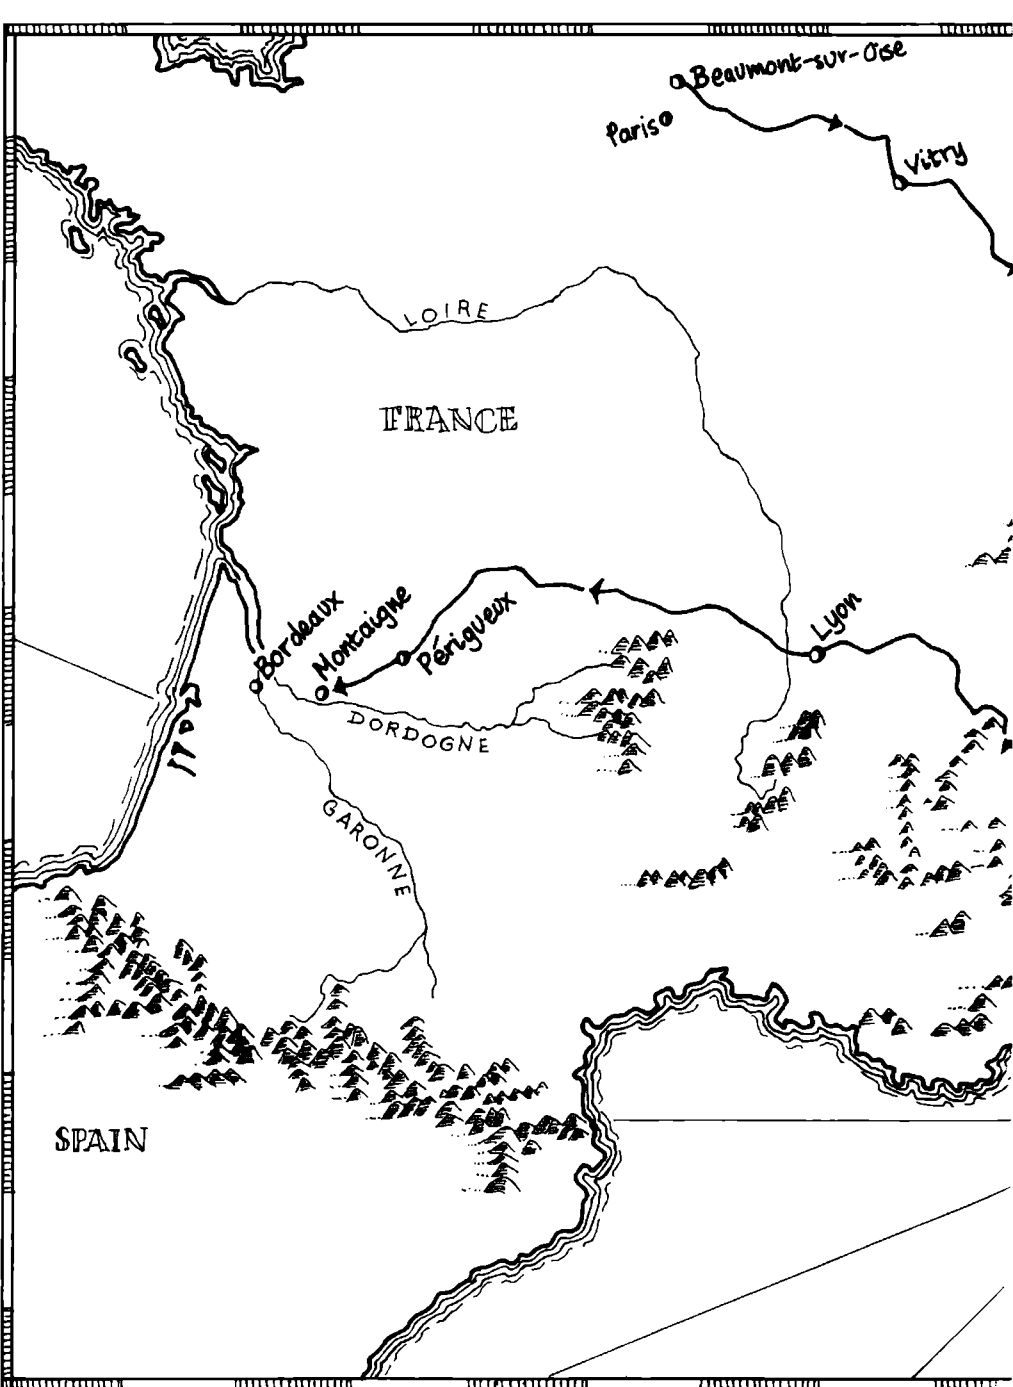 Beaumont-sur-Oise
Paris
Vitry
LOIRE
FRANCE
Bordeaux
Montaigne
Périgueux
Lyon
DORDOGNE
GARONNE
SPAIN